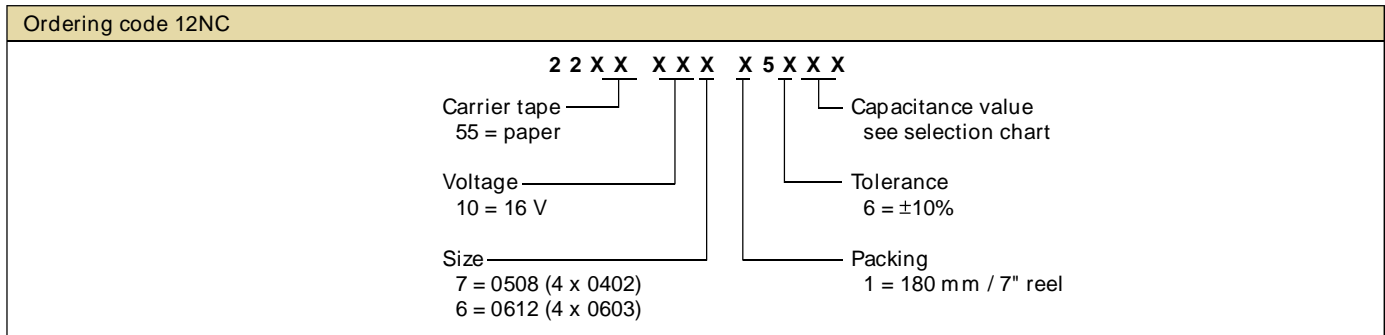 Ordering code 12NC
2 2 X X X X X X 5 X X X
Carrier tape
55 = paper
Capacitance value
see selection chart
Voltage
10 = 16 V
Tolerance
6 = ±10%
Size
7 = 0508 (4 x 0402)
6 = 0612 (4 x 0603)
Packing
1 = 180 mm / 7" reel